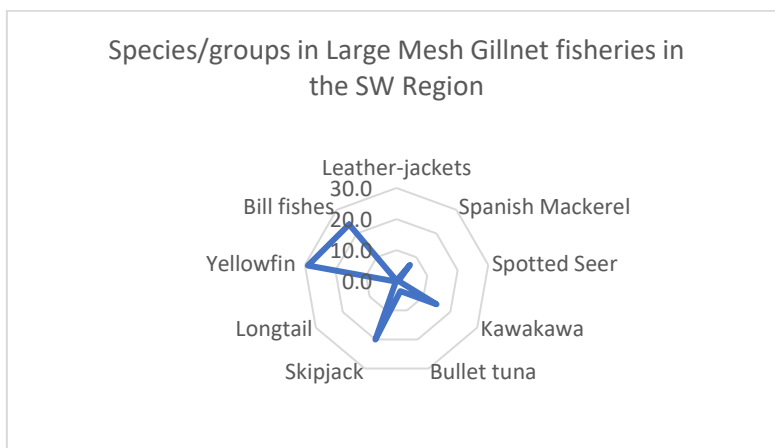 Species/groups in Large Mesh Gillnet fisheries in
the SW Region
Leather-jackets
30.0
Bill fishes
20.0
Spanish Mackerel
10.0
Yellowfin
Spotted Seer
0.0
Longtail
Kawakawa
Skipjack
Bullet tuna